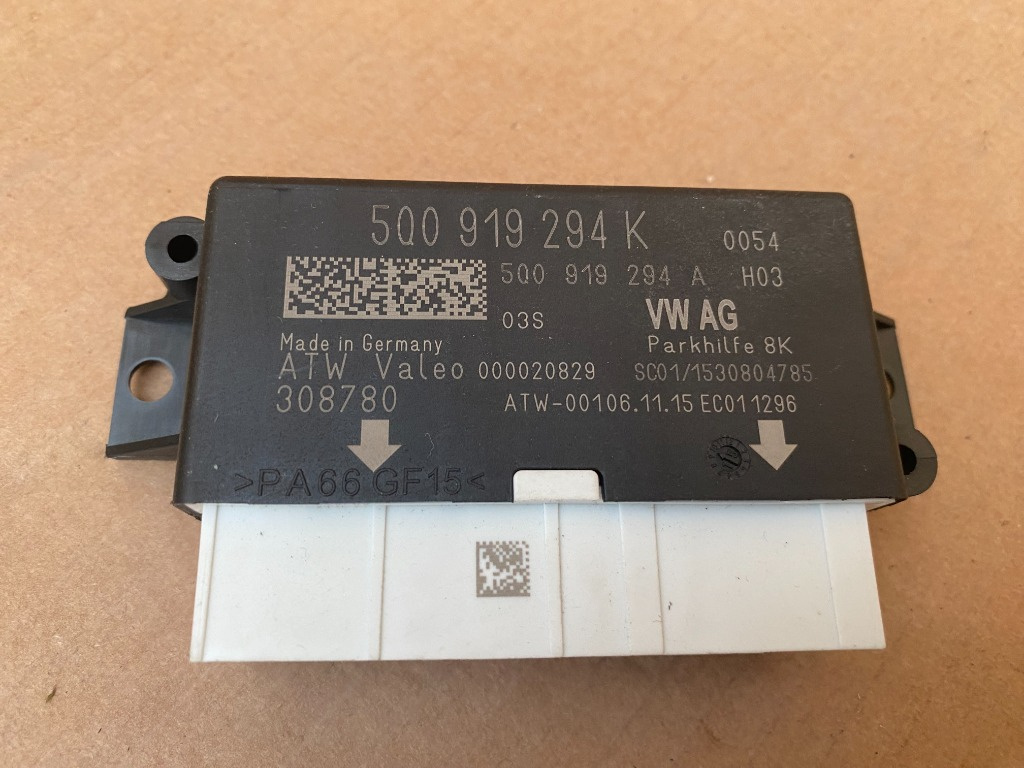 5Q0 919 294 K 0054
5Q0 919 294 A H03
03S VW AG
Made in Germany Parkhilfe 8K
ATW Valeo 000020829 SC01/1530804785
308780 ATW-00106.11.15 EC011296
>PA66 GF15<